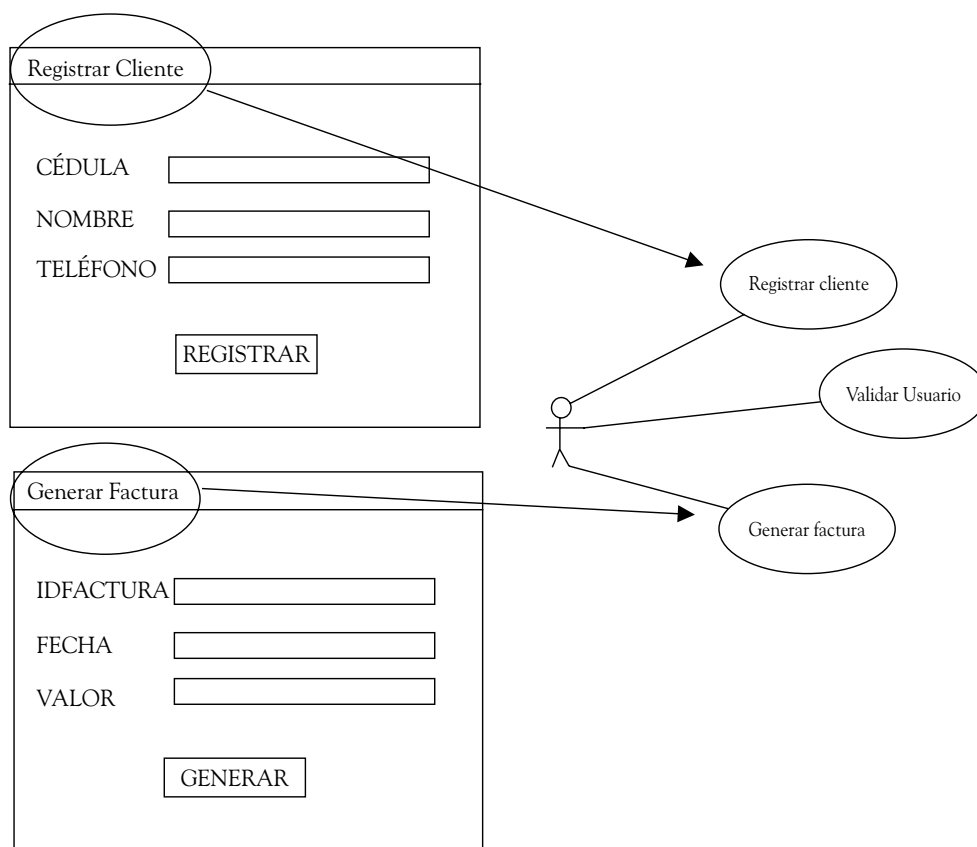 Registrar Cliente
CÉDULA
NOMBRE
TELÉFONO
REGISTRAR
Generar Factura
IDFACTURA
FECHA
VALOR
GENERAR
Registrar cliente
Validar Usuario
Generar factura